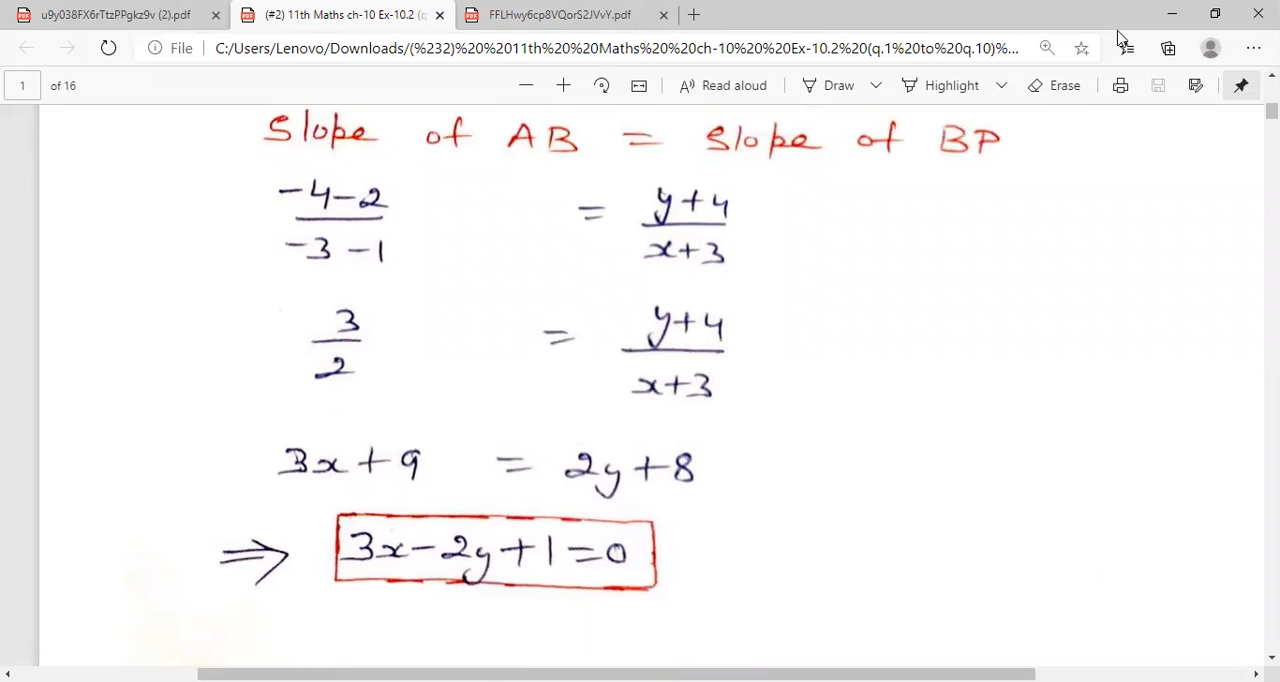 u9y038FX6rTtzPPgkz9v (2).pdf
(#2) 11th Maths ch-10 Ex-10.2 (q
FFLHwy6cp8VQorS2JVvY.pdf
File C:/Users/Lenovo/Downloads/(%232)%20%2011th%20%20Maths%20%20ch-10%20%20Ex-10.2%20(q.1%20to%20q.10)%...
1 of 16 Read aloud Draw Highlight Erase
Slope of AB = Slope of BP
-4-2 / -3-1 = y+4 / x+3
3 / 2 = y+4 / x+3
3x+9 = 2y+8
⇒ 3x-2y+1=0